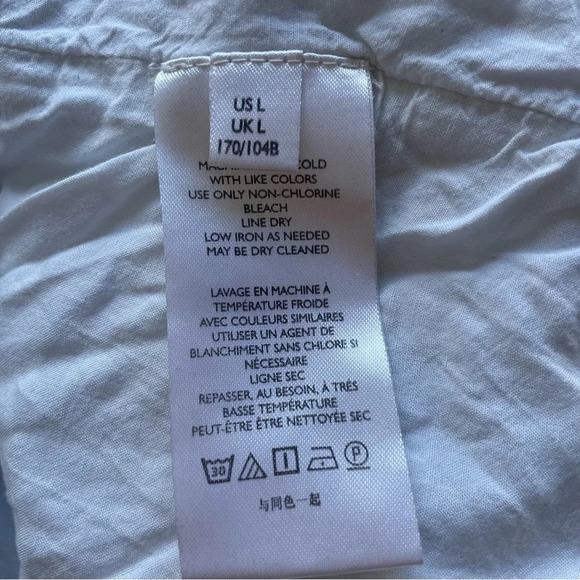 US L
UK L
170/104B
COLD
WITH LIKE COLORS
USE ONLY NON-CHLORINE
BLEACH
LINE DRY
LOW IRON AS NEEDED
MAY BE DRY CLEANED
LAVAGE EN MACHINE À
TEMPÉRATURE FROIDE
AVEC COULEURS SIMILAIRES
UTILISER UN AGENT DE
BLANCHIMENT SANS CHLORE SI
NÉCESSAIRE
LIGNE SEC
REPASSER, AU BESOIN, À TRÉS
BASSE TEMPÉRATURE
PEUT-ÊTRE ÊTRE NETTOYÉE SEC
30 P
与同色一起